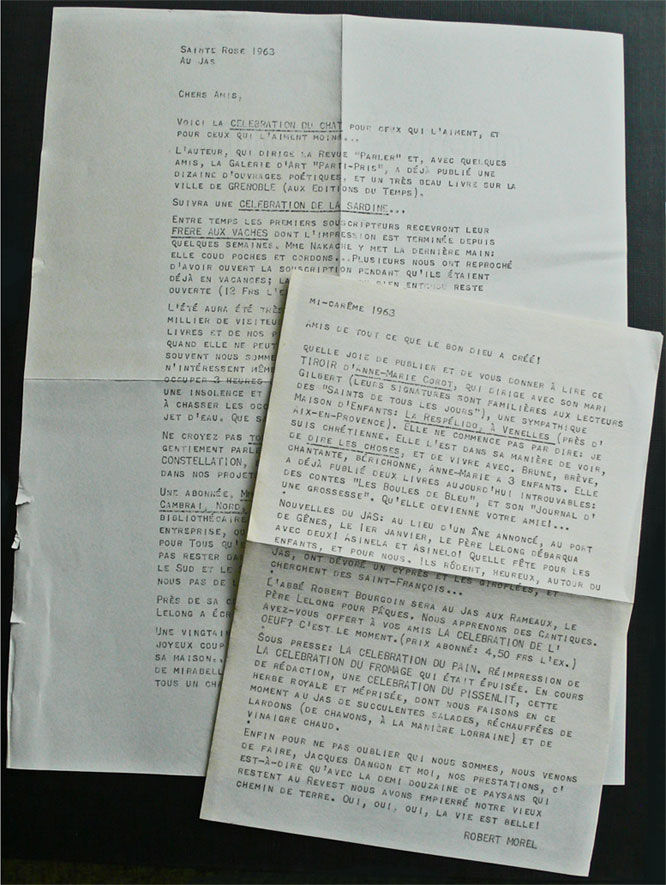 SAINTE ROSE 1963
AU JAS
CHERS AMIS,
VOICI LA CELEBRATION DU CHAT POUR CEUX QUI L'AIMENT, ET
POUR CEUX QUI L'AIMENT MOINS...
L'AUTEUR, QUI DIRIGE LA REVUE "PARLER" ET, AVEC QUELQUES
AMIS, LA GALERIE D'ART "PARTI-PRIS", A DÉJÀ PUBLIÉ UNE
DIZAINE D'OUVRAGES POÉTIQUES, ET UN TRÈS BEAU LIVRE SUR LA
VILLE DE GRENOBLE (AUX EDITIONS DU TEMPS).
SUIVRA UNE CELEBRATION DE LA SARDINE...
ENTRE TEMPS LES PREMIERS SOUSCRIPTEURS RECEVRONT LEUR
FRERE AUX VACHES DONT L'IMPRESSION EST TERMINÉE DEPUIS
QUELQUES SEMAINES. MME NAKACHE Y MET LA DERNIÈRE MAIN:
ELLE COUD POCHES ET CORDONS...PLUSIEURS NOUS ONT REPROCHÉ
D'AVOIR OUVERT LA SOUSCRIPTION PENDANT QU'ILS ÉTAIENT
DÉJÀ EN VACANCES; LA BIEN ENTENDU RESTE
OUVERTE (12 FRS L'E
L'ÉTÉ AURA ÉTÉ TRÈS
MILLIER DE VISITEU
LIVRES ET DE NOS P
QUAND ELLE NE PEUT
SOUVENT NOUS SOMME
N'INTÉRESSENT MÊME
OCCUPER 3 HEURES
UNE INSOLENCE ET
À CHASSER LES OCC
JET D'EAU. QUE SA
NE CROYEZ PAS TO
GENTIEMENT PARLE
CONSTELLATION,
DANS NOS PROJET
UNE ABONNÉE, MM
CAMBRAI, NORD,
BIBLIOTHÉCAIRE
ENTREPRISE, OU
POUR TOUS QU'I
PAS RESTER DAN
LE SUD ET LE
NOUS PAS DE L
PRÈS DE SA C
LELONG A ÉCR
UNE VINGTAIN
JOYEUX COUP
SA MAISON..
DE MIRABELL
TOUS UN CHA
MI-CARÊME 1963
AMIS DE TOUT CE QUE LE BON DIEU A CRÉÉ!
QUELLE JOIE DE PUBLIER ET DE VOUS DONNER À LIRE CE
TIROIR D'ANNE-MARIE CORDI, QUI DIRIGE AVEC SON MARI
GILBERT (LEURS SIGNATURES SONT FAMILIÈRES AUX LECTEURS
DES "SAINTS DE TOUS LES JOURS"), UNE SYMPATHIQUE
MAISON D'ENFANTS: LA RESPÉLIDO, À VENELLES (PRÈS D'
AIX-EN-PROVENCE). ELLE NE COMMENCE PAS PAR DIRE: JE
SUIS CHRÉTIENNE. ELLE L'EST DANS SA MANIÈRE DE VOIR,
DE DIRE LES CHOSES, ET DE VIVRE AVEC. BRUNE, BRÈVE,
CHANTANTE, BÉRICHONNE, ANNE-MARIE A 3 ENFANTS. ELLE
A DÉJÀ PUBLIÉ DEUX LIVRES AUJOURD'HUI INTROUVABLES:
DES CONTES "LES BOULES DE BLEU", ET SON "JOURNAL D'
UNE GROSSESSE". QU'ELLE DEVIENNE VOTRE AMIE!...
NOUVELLES DU JAS: AU LIEU D'UN ÂNE ANNONCÉ, AU PORT
DE GÊNES, LE 1ER JANVIER, LE PÈRE LELONG DÉBARQUA
AVEC DEUX! ASINELA ET ASINELO! QUELLE FÊTE POUR LES
ENFANTS, ET POUR NOUS. ILS RÔDENT, HEUREUX, AUTOUR DU
JAS, ONT DÉVORÉ UN CYPRÈS ET LES GIROFLÉES, ET
CHERCHENT DES SAINT-FRANÇOIS...
L'ABBÉ ROBERT BOURGOIN SERA AU JAS AUX RAMEAUX, LE
PÈRE LELONG POUR PÂQUES. NOUS APPRENONS DES CANTIQUES.
AVEZ-VOUS OFFERT À VOS AMIS LA CELEBRATION DE L'
OEUF? C'EST LE MOMENT.(PRIX ABONNÉ: 4,50 FRS L'EX.)
SOUS PRESSE: LA CELEBRATION DU PAIN. RÉIMPRESSION DE
LA CELEBRATION DU FROMAGE QUI ÉTAIT ÉPUISÉE. EN COURS
DE RÉDACTION, UNE CELEBRATION DU PISSENLIT, CETTE
HERBE ROYALE ET MÉPRISÉE, DONT NOUS FAISONS EN CE
MOMENT AU JAS DE SUCCULENTES SALADES, RÉCHAUFFÉES DE
LARDONS (DE CHAWONS, À LA MANIÈRE LORRAINE) ET DE
VINAIGRE CHAUD.
ENFIN POUR NE PAS OUBLIER QUI NOUS SOMMES, NOUS VENONS
DE FAIRE, JACQUES DANGON ET MOI, NOS PRESTATIONS, C'
EST-À-DIRE QU'AVEC LA DEMI DOUZAINE DE PAYSANS QUI
RESTENT AU REVEST NOUS AVONS EMPIERRÉ NOTRE VIEUX
CHEMIN DE TERRE. OUI, OUI, OUI, LA VIE EST BELLE!
ROBERT MOREL